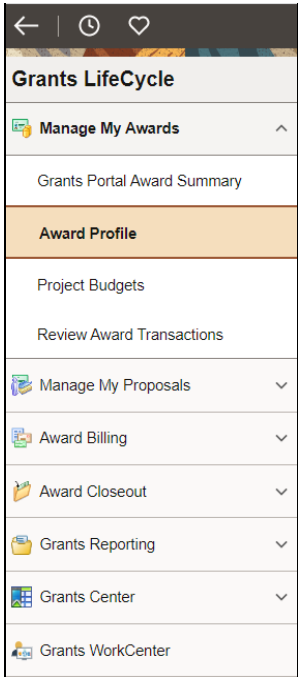 Grants LifeCycle
Manage My Awards
Grants Portal Award Summary
Award Profile
Project Budgets
Review Award Transactions
Manage My Proposals
Award Billing
Award Closeout
Grants Reporting
Grants Center
Grants WorkCenter